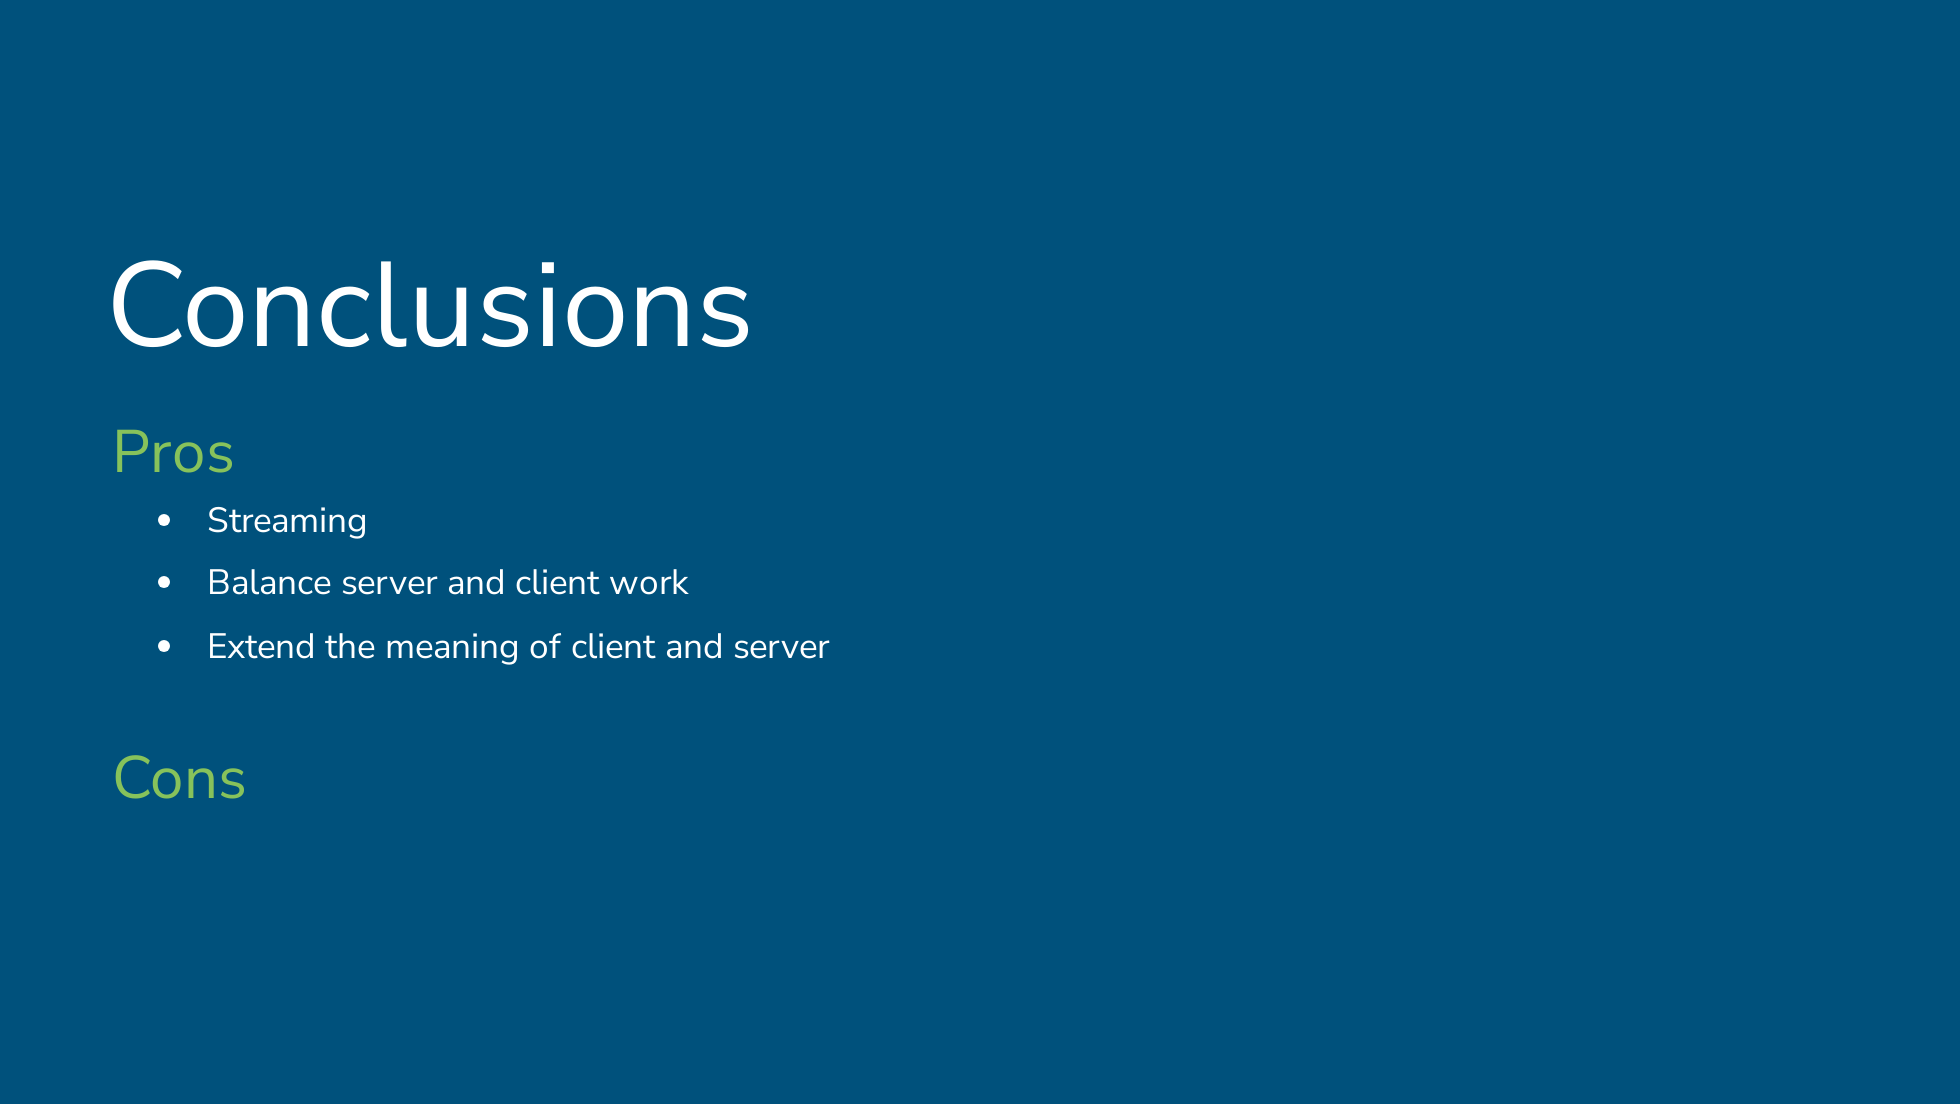 Conclusions
Pros
• Streaming
• Balance server and client work
• Extend the meaning of client and server
Cons